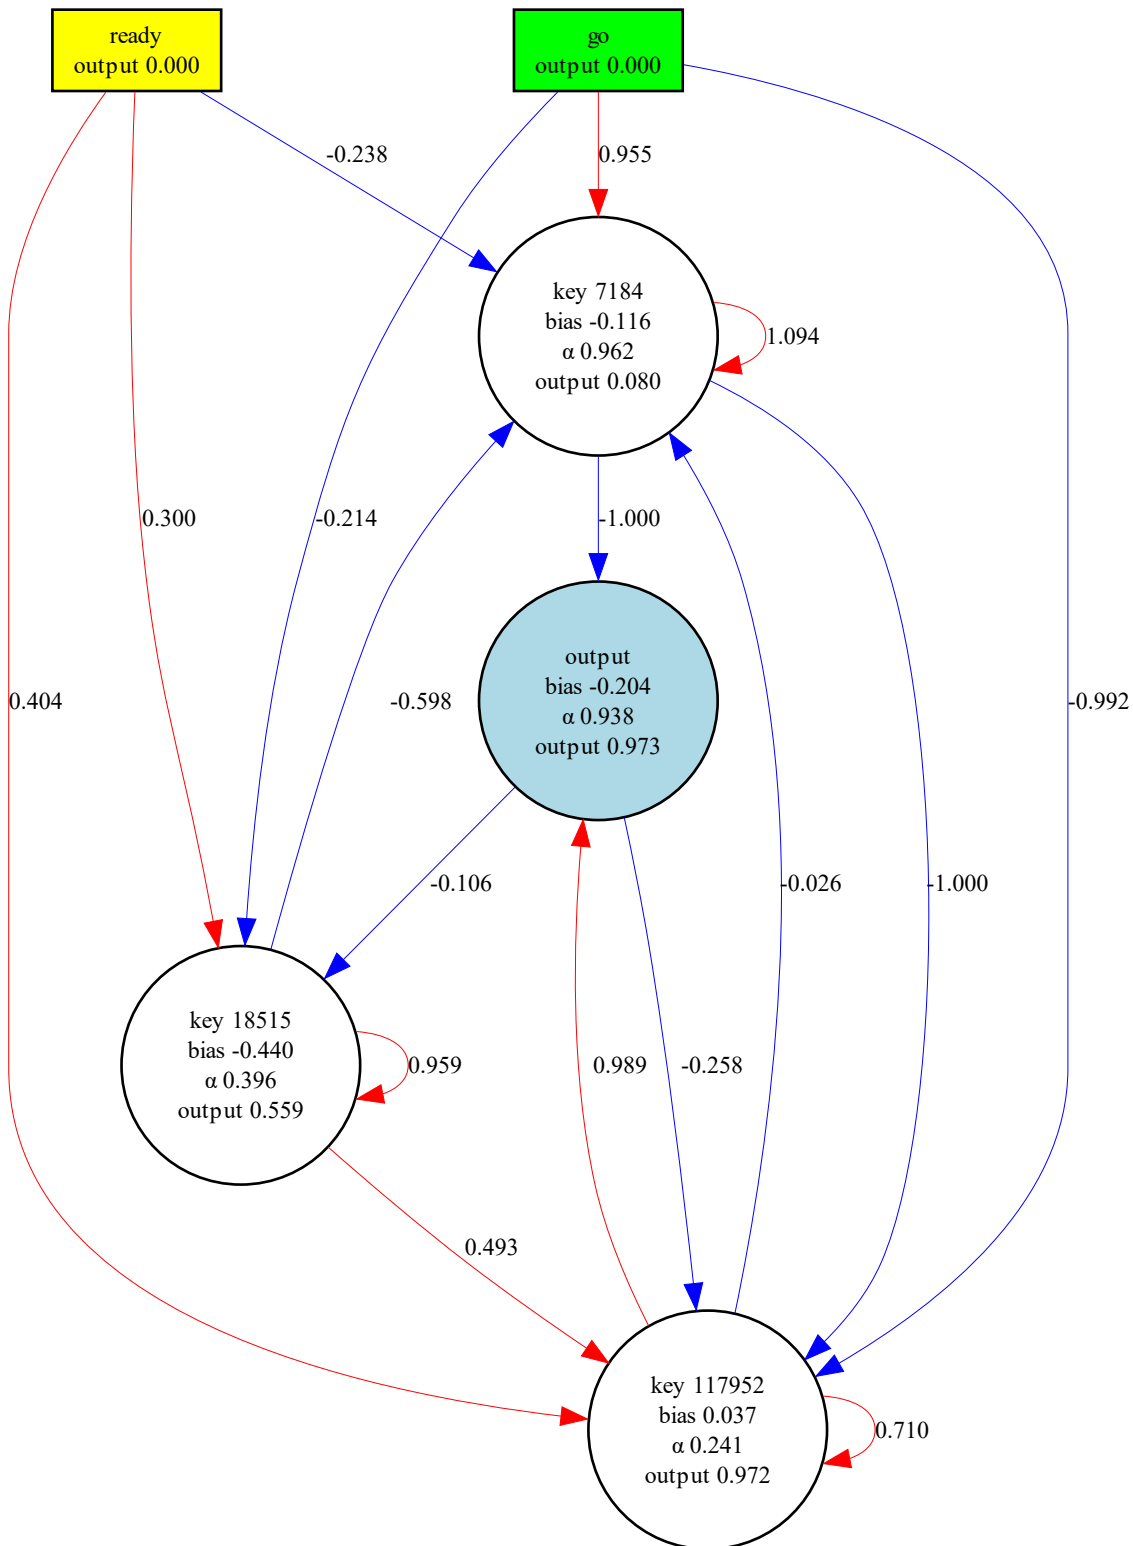 ready
output 0.000
go
output 0.000
-0.238
0.955
key 7184
bias -0.116
α 0.962
output 0.080
1.094
0.300
-0.214
-1.000
output
bias -0.204
α 0.938
output 0.973
0.404
-0.598
-0.992
-0.106
-0.026
-1.000
key 18515
bias -0.440
α 0.396
output 0.559
0.959
0.989
-0.258
0.493
key 117952
bias 0.037
α 0.241
output 0.972
0.710